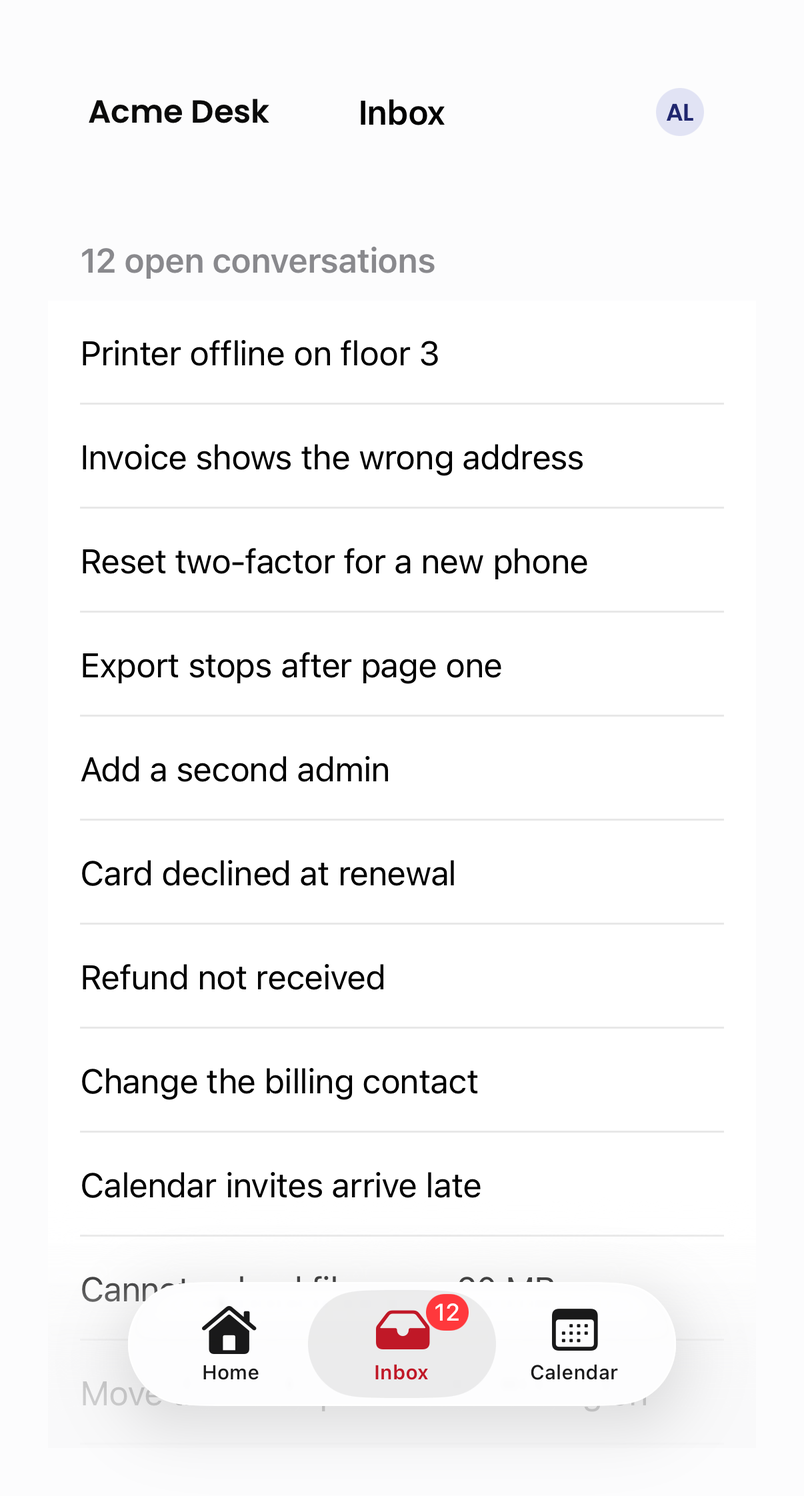 Acme Desk Inbox AL
12 open conversations
Printer offline on floor 3
Invoice shows the wrong address
Reset two-factor for a new phone
Export stops after page one
Add a second admin
Card declined at renewal
Refund not received
Change the billing contact
Calendar invites arrive late
Move
12
Home Inbox Calendar